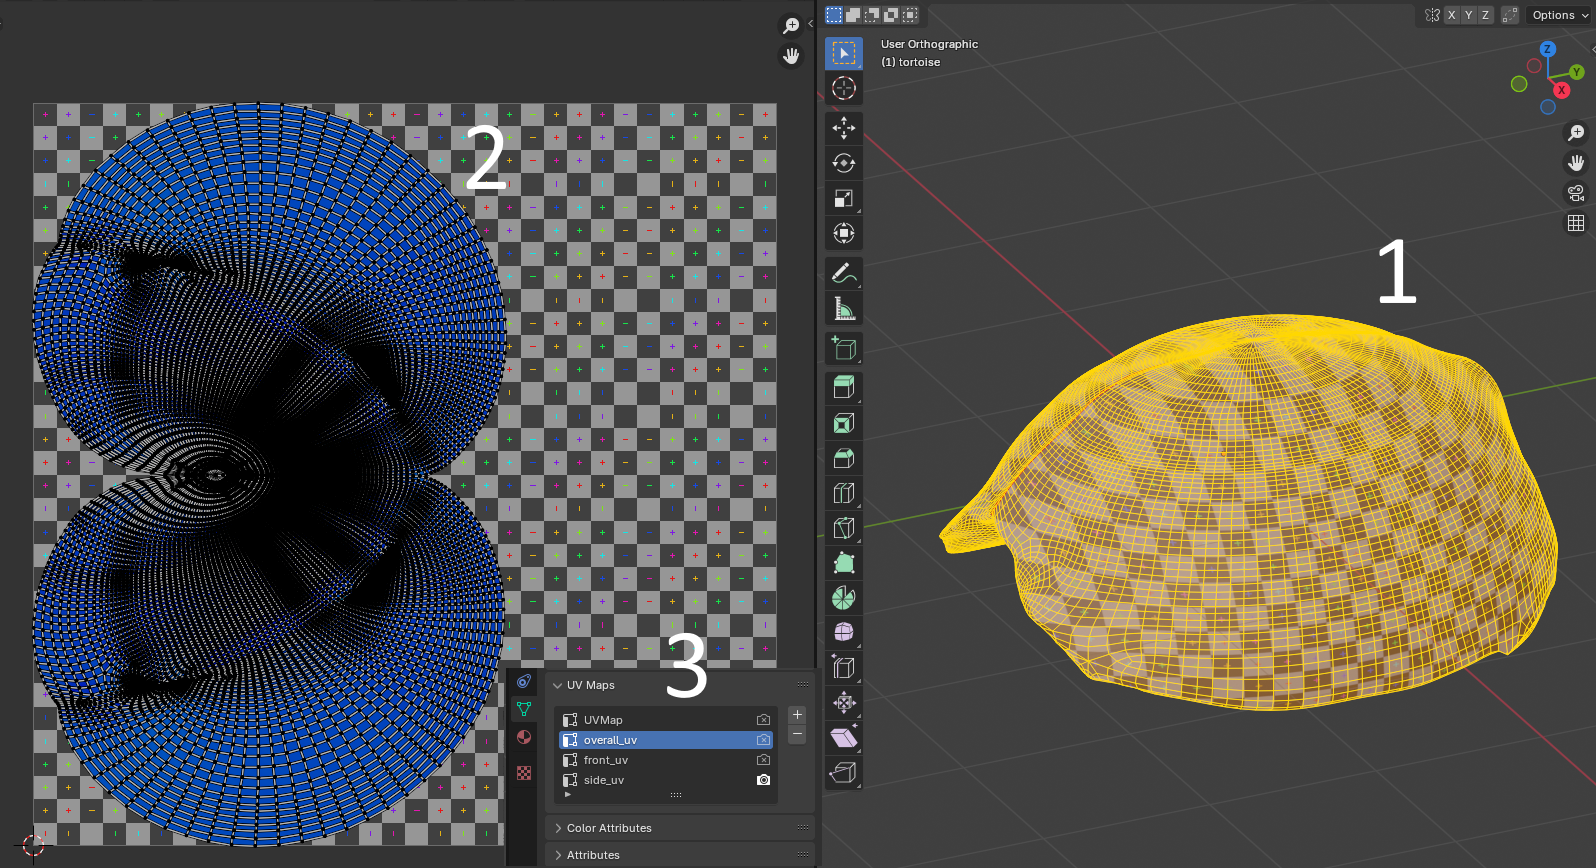 X Y Z
Options
User Orthographic
(1) tortoise
Z
Y
X
1
2
3
UV Maps
UVMap
overall_uv
front_uv
side_uv
Color Attributes
Attributes